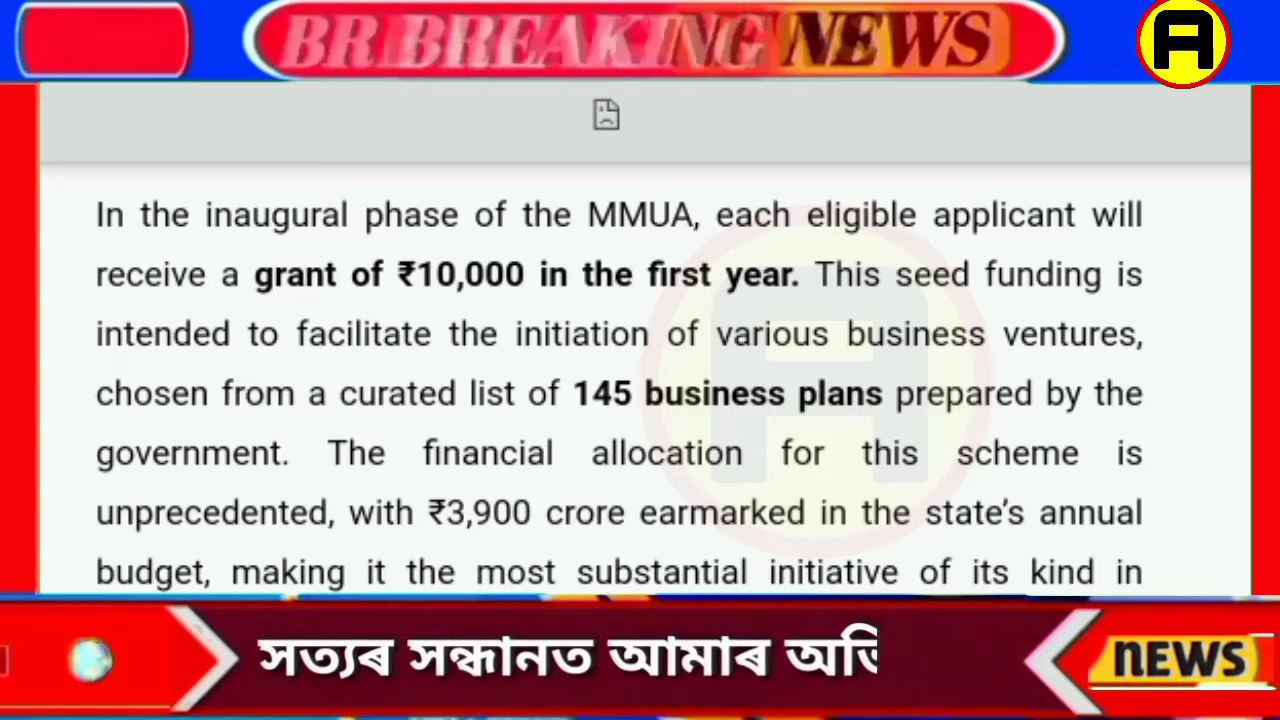 BR BREAKING NEWS
A
In the inaugural phase of the MMUA, each eligible applicant will
receive a grant of ₹10,000 in the first year. This seed funding is
intended to facilitate the initiation of various business ventures,
chosen from a curated list of 145 business plans prepared by the
government. The financial allocation for this scheme is
unprecedented, with ₹3,900 crore earmarked in the state’s annual
budget, making it the most substantial initiative of its kind in
সত্যৰ সন্ধানত আমাৰ
NEWS